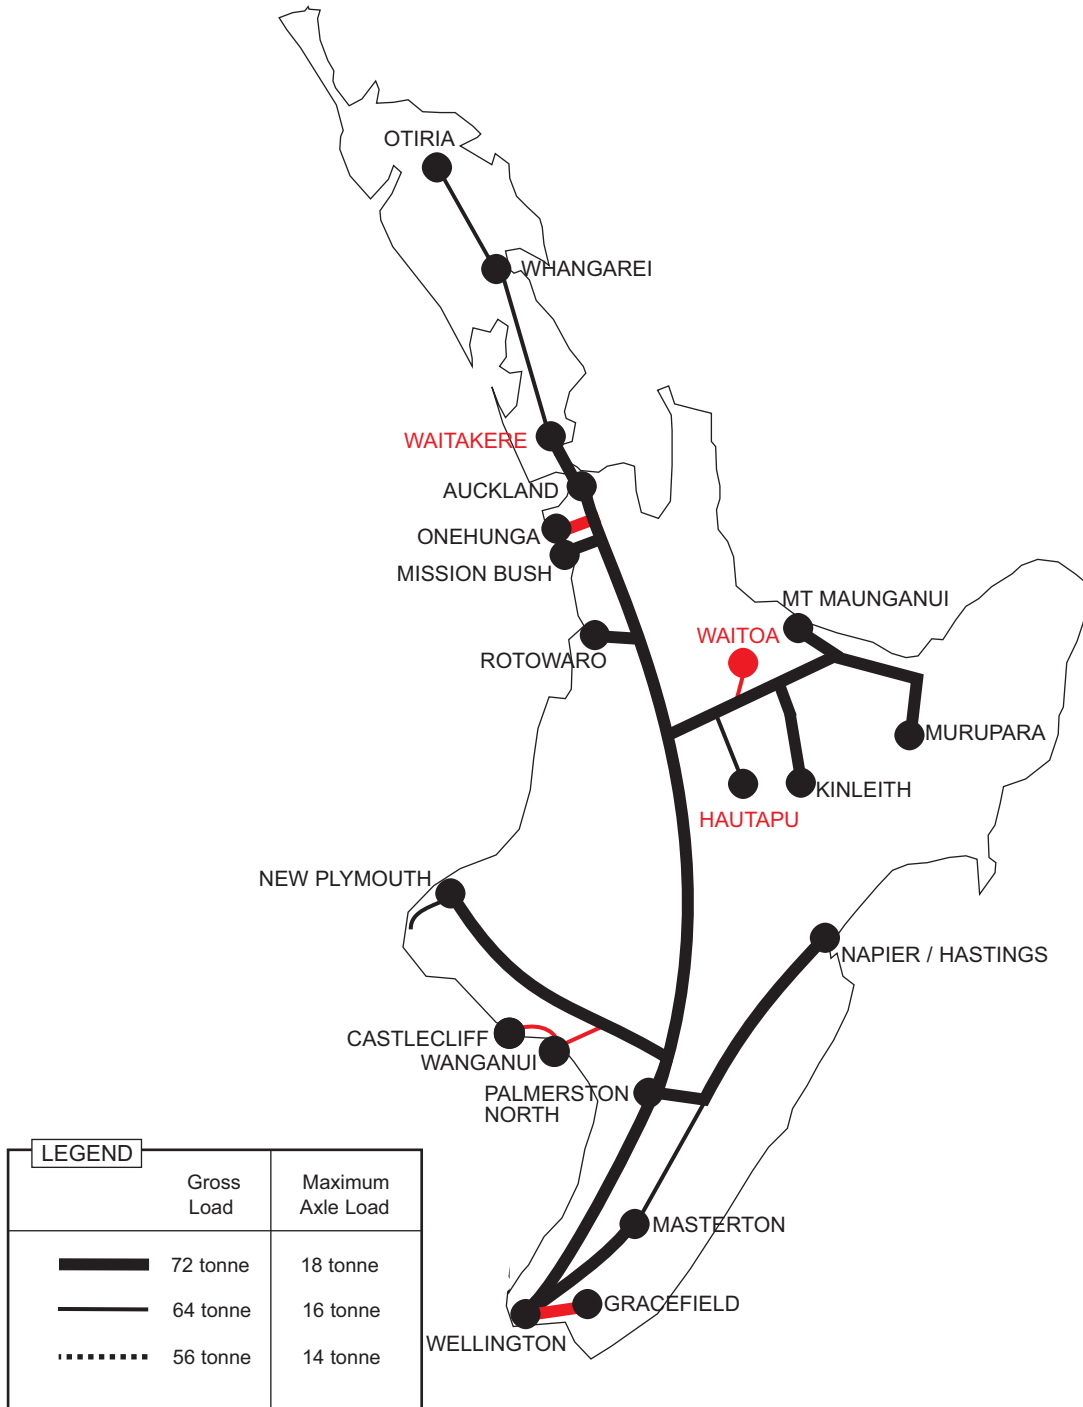 OTIRIA
WHANGAREI
WAITAKERE
AUCKLAND
ONEHUNGA
MISSION BUSH
MT MAUNGANUI
WAITOA
ROTOWARO
MURUPARA
KINLEITH
HAUTAPU
NEW PLYMOUTH
NAPIER / HASTINGS
CASTLECLIFF
WANGANUI
PALMERSTON
NORTH
MASTERTON
GRACEFIELD
WELLINGTON
LEGEND
Gross
Load
Maximum
Axle Load
72 tonne 18 tonne
64 tonne 16 tonne
56 tonne 14 tonne